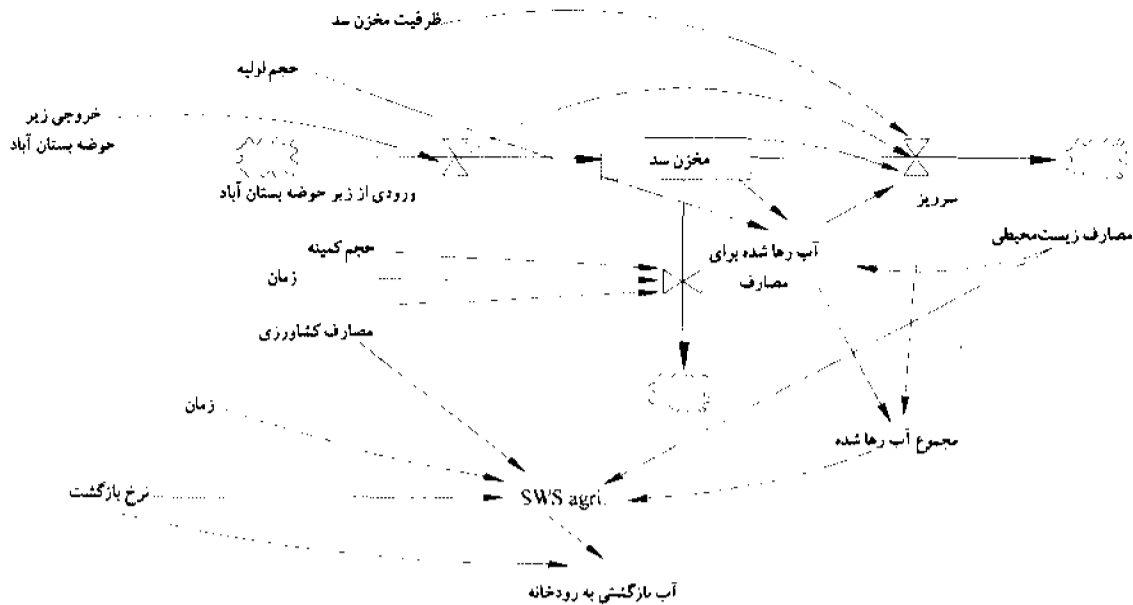 ظرفیت مخزن سد
حجم اولیه
خروجی زیر
حوضه بستان آباد
مخزن سد
ورودی از زیر حوضه بستان آباد
سرریز
مصارف زیست‌محیطی
حجم کمینه
آب رها شده برای
مصارف
زمان
مصارف کشاورزی
زمان
مجموع آب رها شده
نرخ بازگشت
SWS agri.
آب بازگشتی به رودخانه